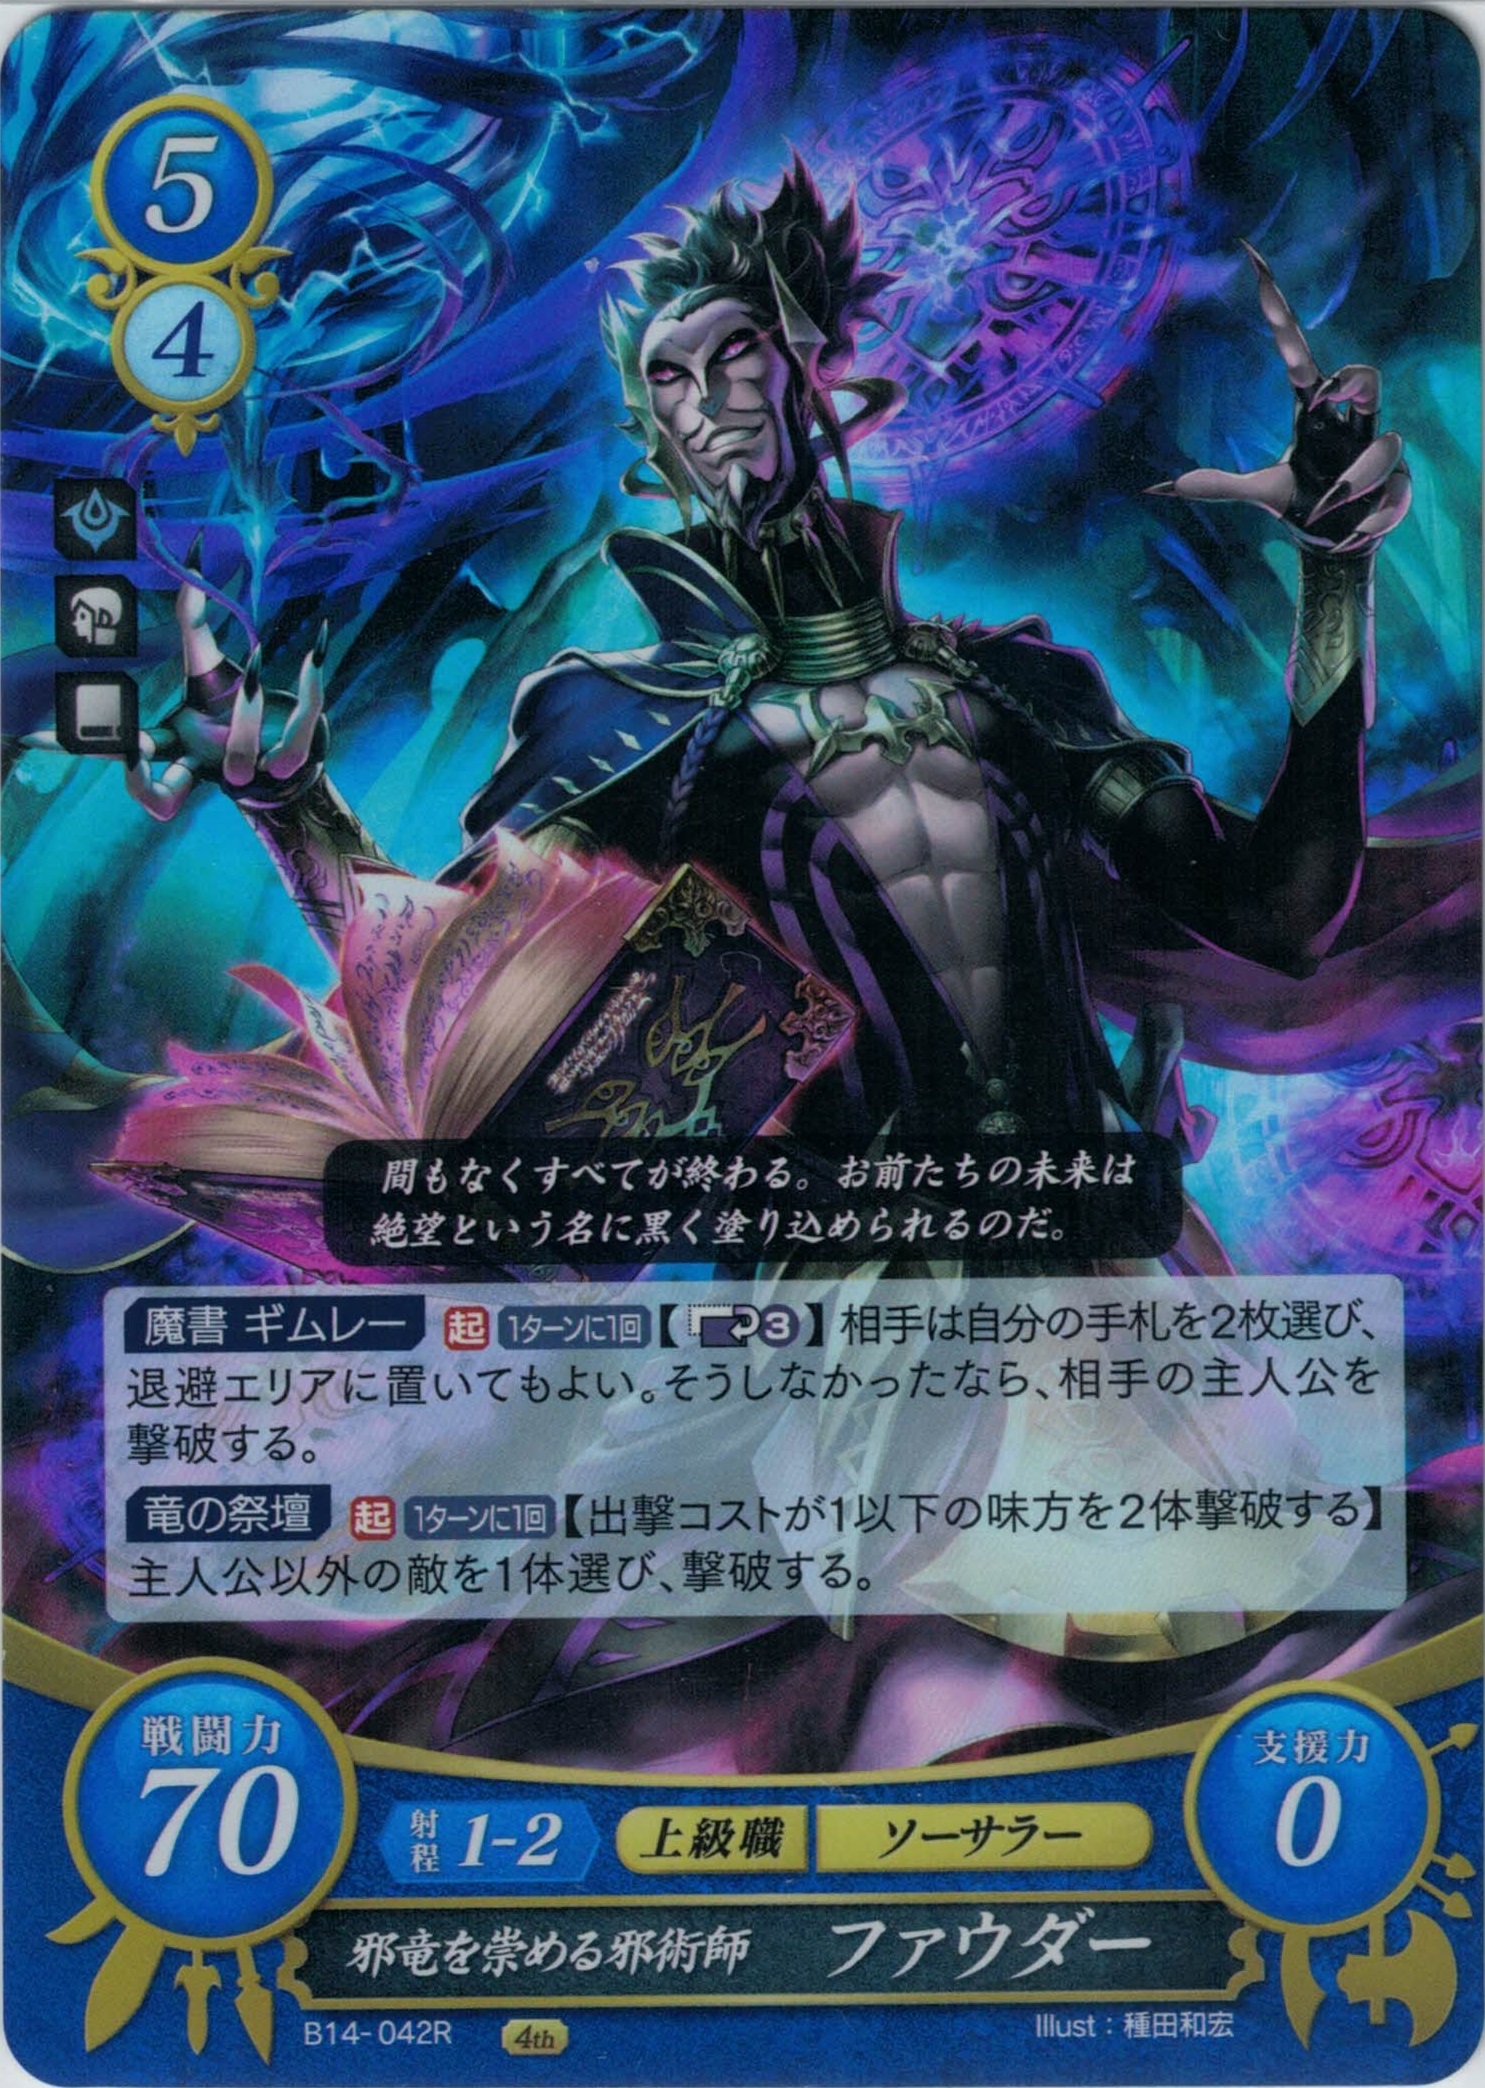 5
4
間もなくすべてが終わる。お前たちの未来は
絶望という名に黒く塗り込められるのだ。
魔書 ギムレー 起 1ターンに1回【 3】相手は自分の手札を2枚選び、
退避エリアに置いてもよい。そうしなかったなら、相手の主人公を
撃破する。
竜の祭壇 起 1ターンに1回【出撃コストが1以下の味方を2体撃破する】
主人公以外の敵を1体選び、撃破する。
戦闘力
70
射程 1-2
上級職
ソーサラー
支援力
0
邪竜を崇める邪術師 ファウダー
B14-042R
4th
Illust：種田和宏